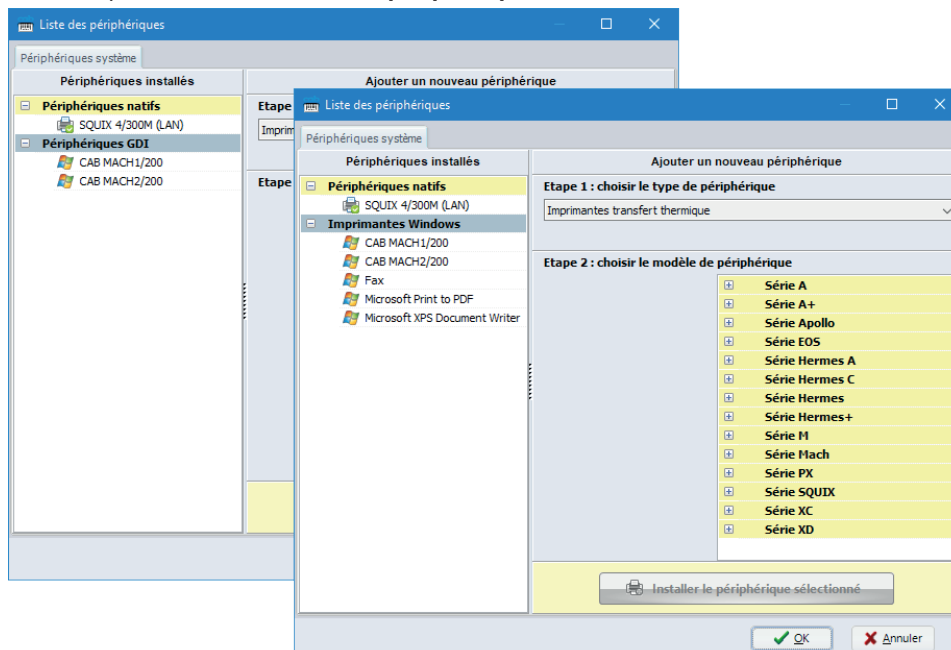 Liste des périphériques
Périphériques système
Périphériques installés
Ajouter un nouveau périphérique
Périphériques natifs
SQUIX 4/300M (LAN)
Périphériques GDI
CAB MACH1/200
CAB MACH2/200
Etape
Imprim
Etape
Liste des périphériques
Périphériques système
Périphériques installés
Ajouter un nouveau périphérique
Périphériques natifs
SQUIX 4/300M (LAN)
Imprimantes Windows
CAB MACH1/200
CAB MACH2/200
Fax
Microsoft Print to PDF
Microsoft XPS Document Writer
Etape 1 : choisir le type de périphérique
Imprimantes transfert thermique
Etape 2 : choisir le modèle de périphérique
Série A
Série A+
Série Apollo
Série EOS
Série Hermes A
Série Hermes C
Série Hermes
Série Hermes+
Série M
Série Mach
Série PX
Série SQUIX
Série XC
Série XD
Installer le périphérique sélectionné
OK
Annuler